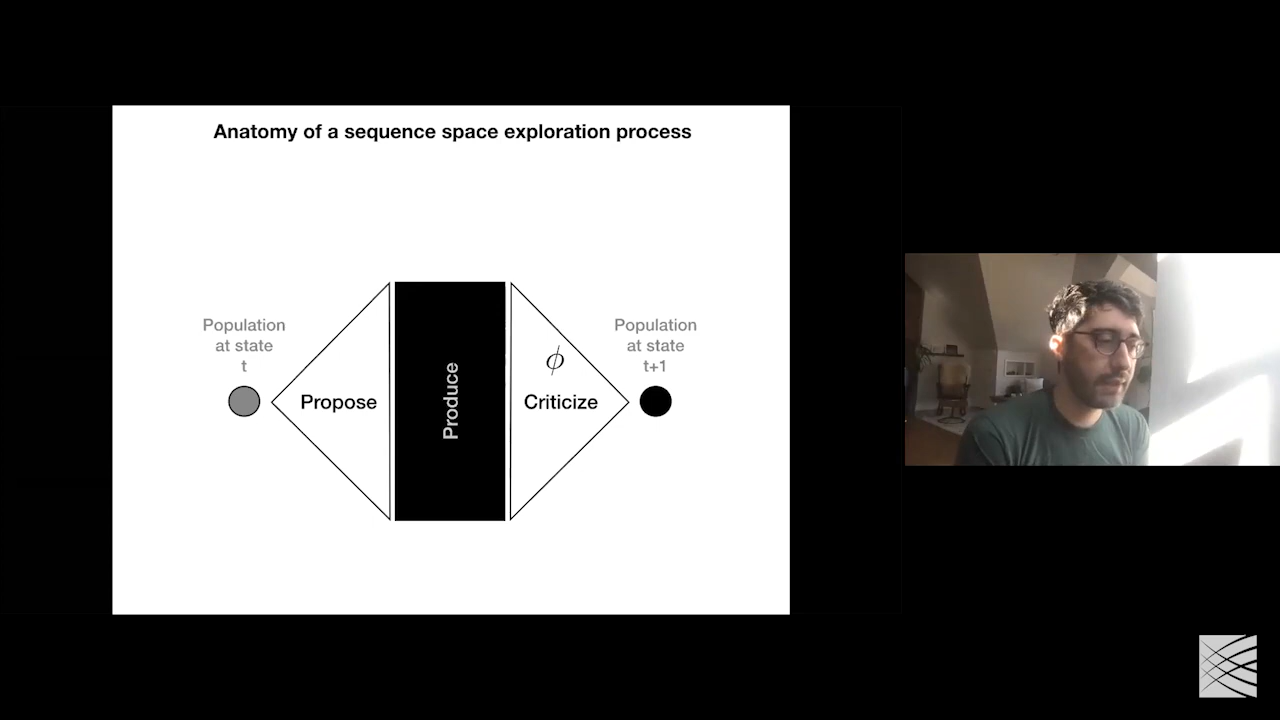 Anatomy of a sequence space exploration process
Population
at state
t
Propose
Produce
ϕ
Criticize
Population
at state
t+1